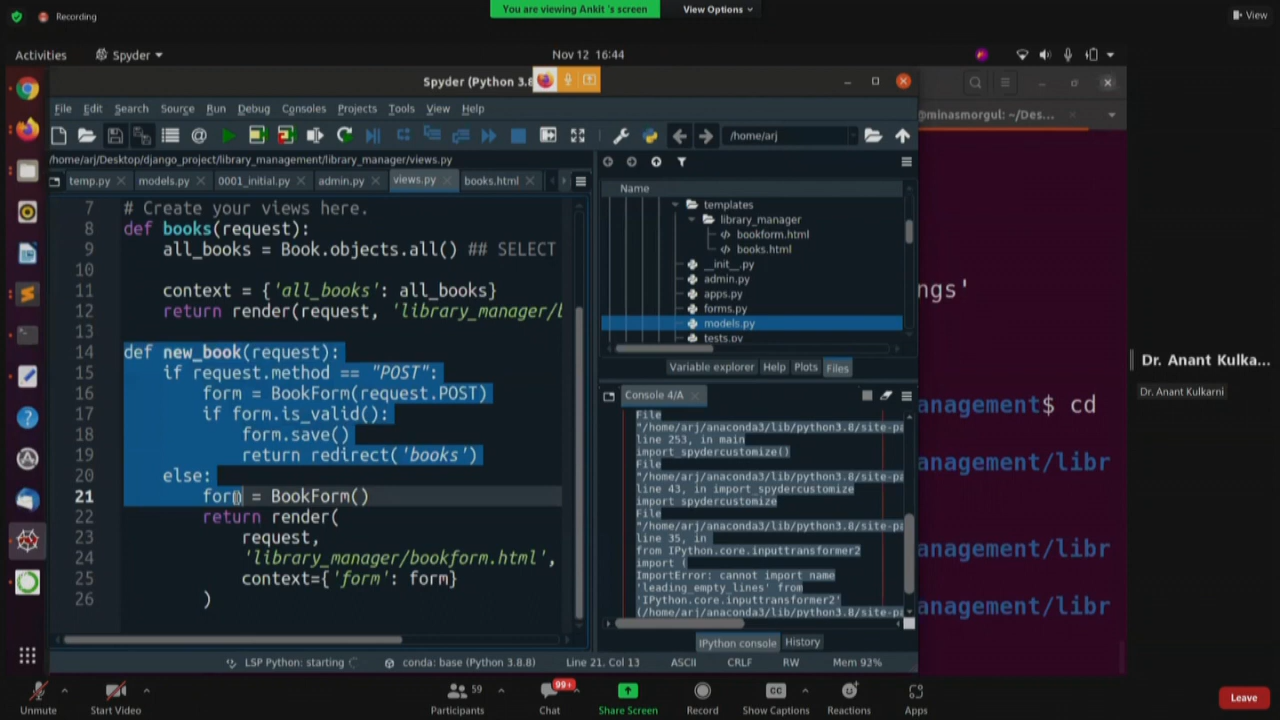 Recording
You are viewing Ankit 's screen
View Options
View
Activities
Spyder
Nov 12 16:44
Spyder (Python 3.8
File Edit Search Source Run Debug Consoles Projects Tools View Help
@minasmorgul: ~/Des...
/home/arj
/home/arj/Desktop/django_project/library_management/library_manager/views.py
temp.py models.py 0001_initial.py admin.py views.py books.html
7 # Create your views here.
8 def books(request):
9 all_books = Book.objects.all() ## SELECT
10
11 context = {'all_books': all_books}
12 return render(request, 'library_manager/b
13
14 def new_book(request):
15 if request.method == "POST":
16 form = BookForm(request.POST)
17 if form.is_valid():
18 form.save()
19 return redirect('books')
20 else:
21 form = BookForm()
22 return render(
23 request,
24 'library_manager/bookform.html',
25 context={'form': form}
26 )
Name
templates
library_manager
bookform.html
books.html
__init__.py
admin.py
apps.py
forms.py
models.py
tests.py
Variable explorer Help Plots Files
Console 4/A
File
"/home/arj/anaconda3/lib/python3.8/site-pa
line 253, in main
import_spydercustomize()
File
"/home/arj/anaconda3/lib/python3.8/site-pa
line 43, in import_spydercustomize
import spydercustomize
File
"/home/arj/anaconda3/lib/python3.8/site-pa
line 35, in
from IPython.core.inputtransformer2
import (
ImportError: cannot import name
'leading_empty_lines' from
'IPython.core.inputtransformer2'
(/home/arj/anaconda3/lib/python3.8/site-pa
IPython console History
LSP Python: starting
conda: base (Python 3.8.8)
Line 21, Col 13
ASCII
CRLF
RW
Mem 92%
ngs'
anagement$ cd
anagement/libr
anagement/libr
anagement/libr
Dr. Anant Kulka...
Dr. Anant Kulkarni
Unmute
Start Video
59
Participants
99+
Chat
Share Screen
Record
CC
Show Captions
Reactions
Apps
Leave